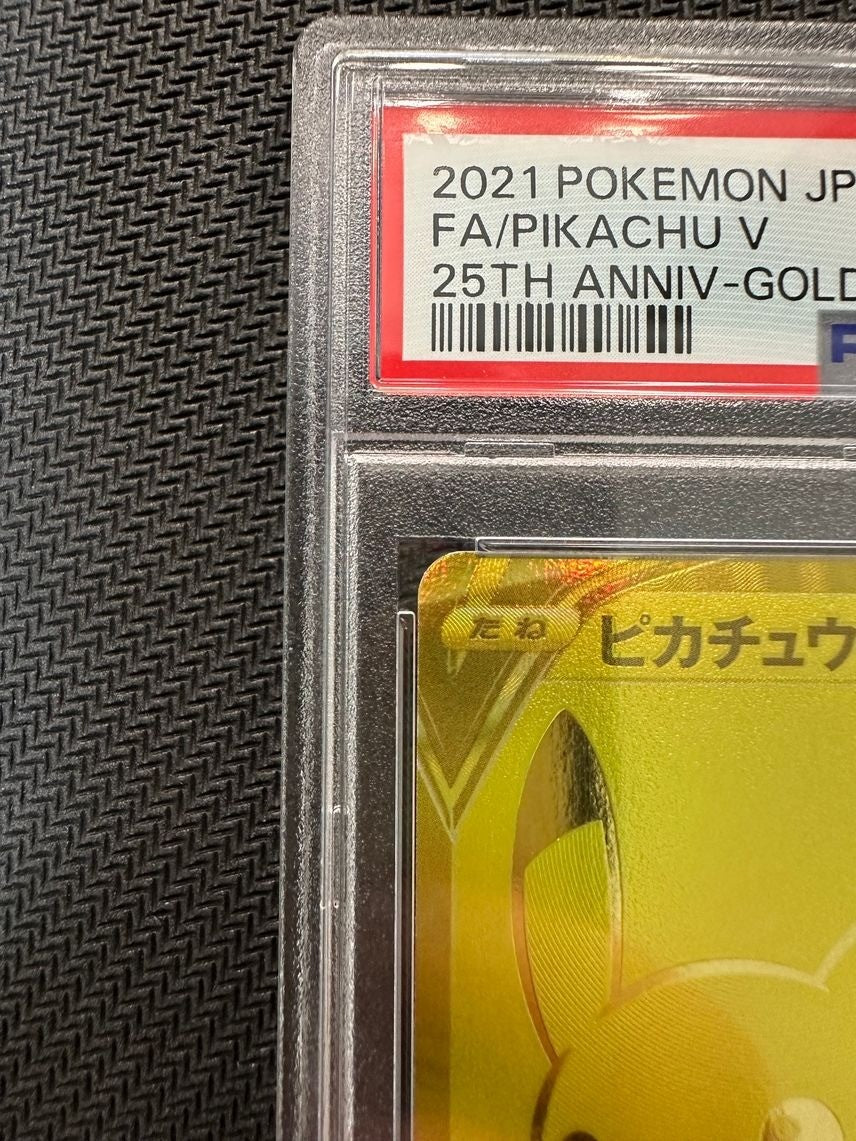 2021 POKEMON JP
FA/PIKACHU V
25TH ANNIV-GOLD
たね
ピカチュウ